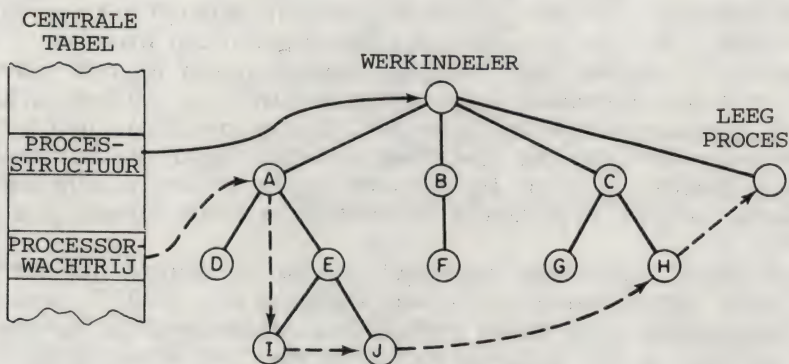 CENTRALE
TABEL
WERKINDELER
LEEG
PROCES
PROCES-
STRUCTUUR
A
B
C
PROCESSOR-
WACHTRIJ
D
E
F
G
H
I
J